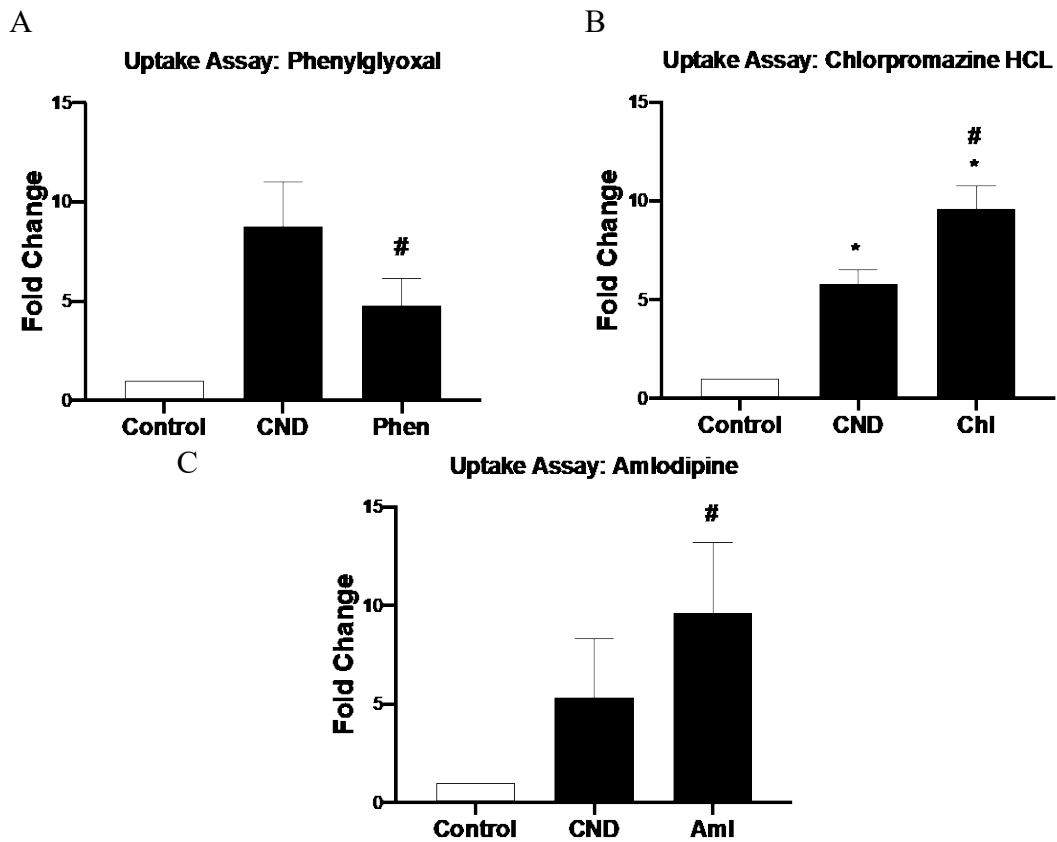 A
Uptake Assay: Phenylglyoxal
Fold Change
15
10
5
0
#
Control CND Phen
B
Uptake Assay: Chlorpromazine HCL
Fold Change
15
10
5
0
*
#
*
Control CND Chl
C
Uptake Assay: Amlodipine
Fold Change
15
10
5
0
#
Control CND Aml